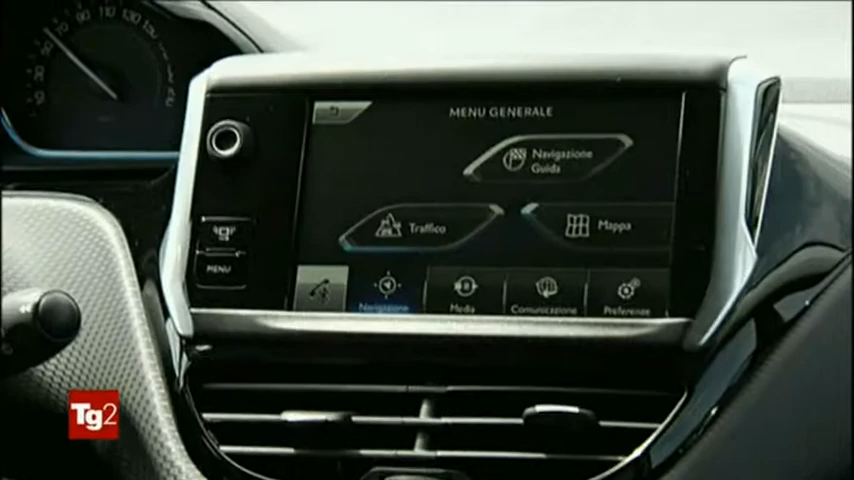 MENU GENERALE
Navigazione
Guida
Traffico
Mappa
MENU
Navigazione
Media
Comunicazione
Preferenze
Tg2